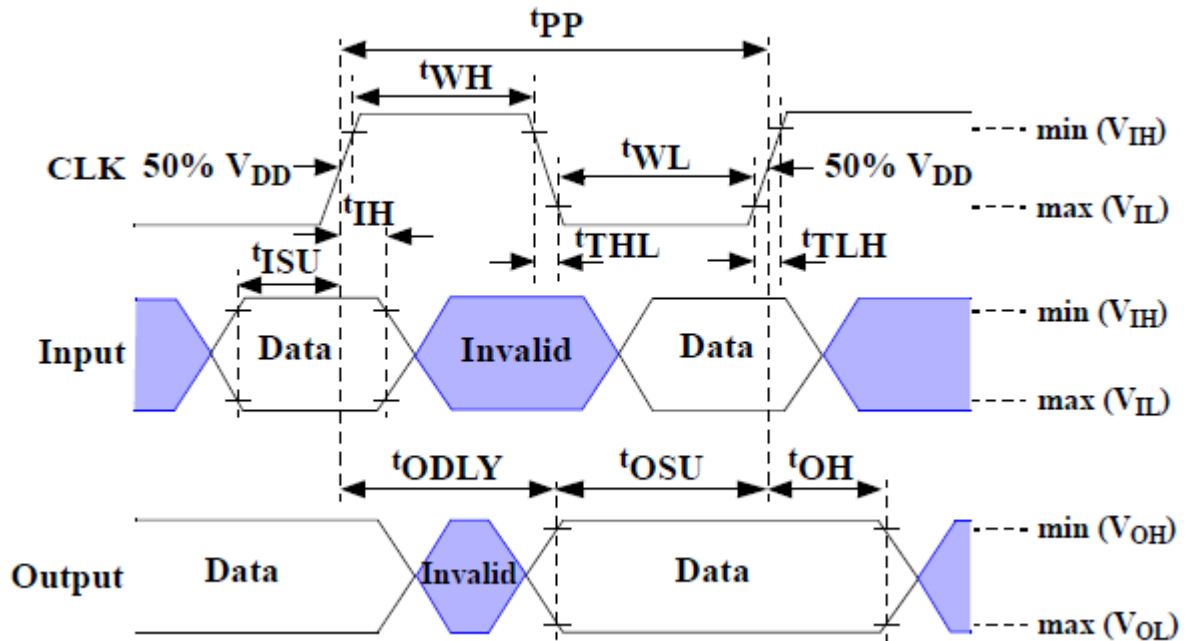 tPP
tWH
min (VIH)
CLK 50% VDD
tWL
50% VDD
tIH
max (VIL)
tISU
tTHL
tTLH
min (VIH)
Input
Data
Invalid
Data
max (VIL)
tODLY
tOSU
tOH
min (VOH)
Output
Data
Invalid
Data
max (VOL)